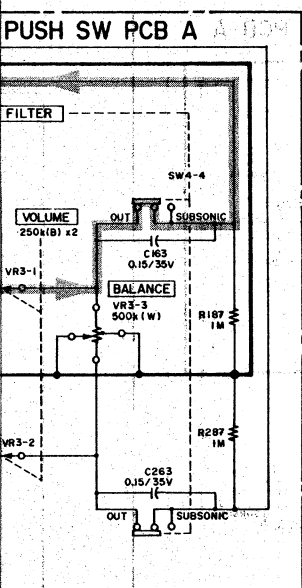 PUSH SW PCB A
FILTER
SW4-4
OUT
SUBSONIC
VOLUME
250k(B) x2
C163
0.15/35V
VR3-1
BALANCE
VR3-3
500k(W)
R187
1M
R287
1M
VR3-2
C263
0.15/35V
OUT
SUBSONIC